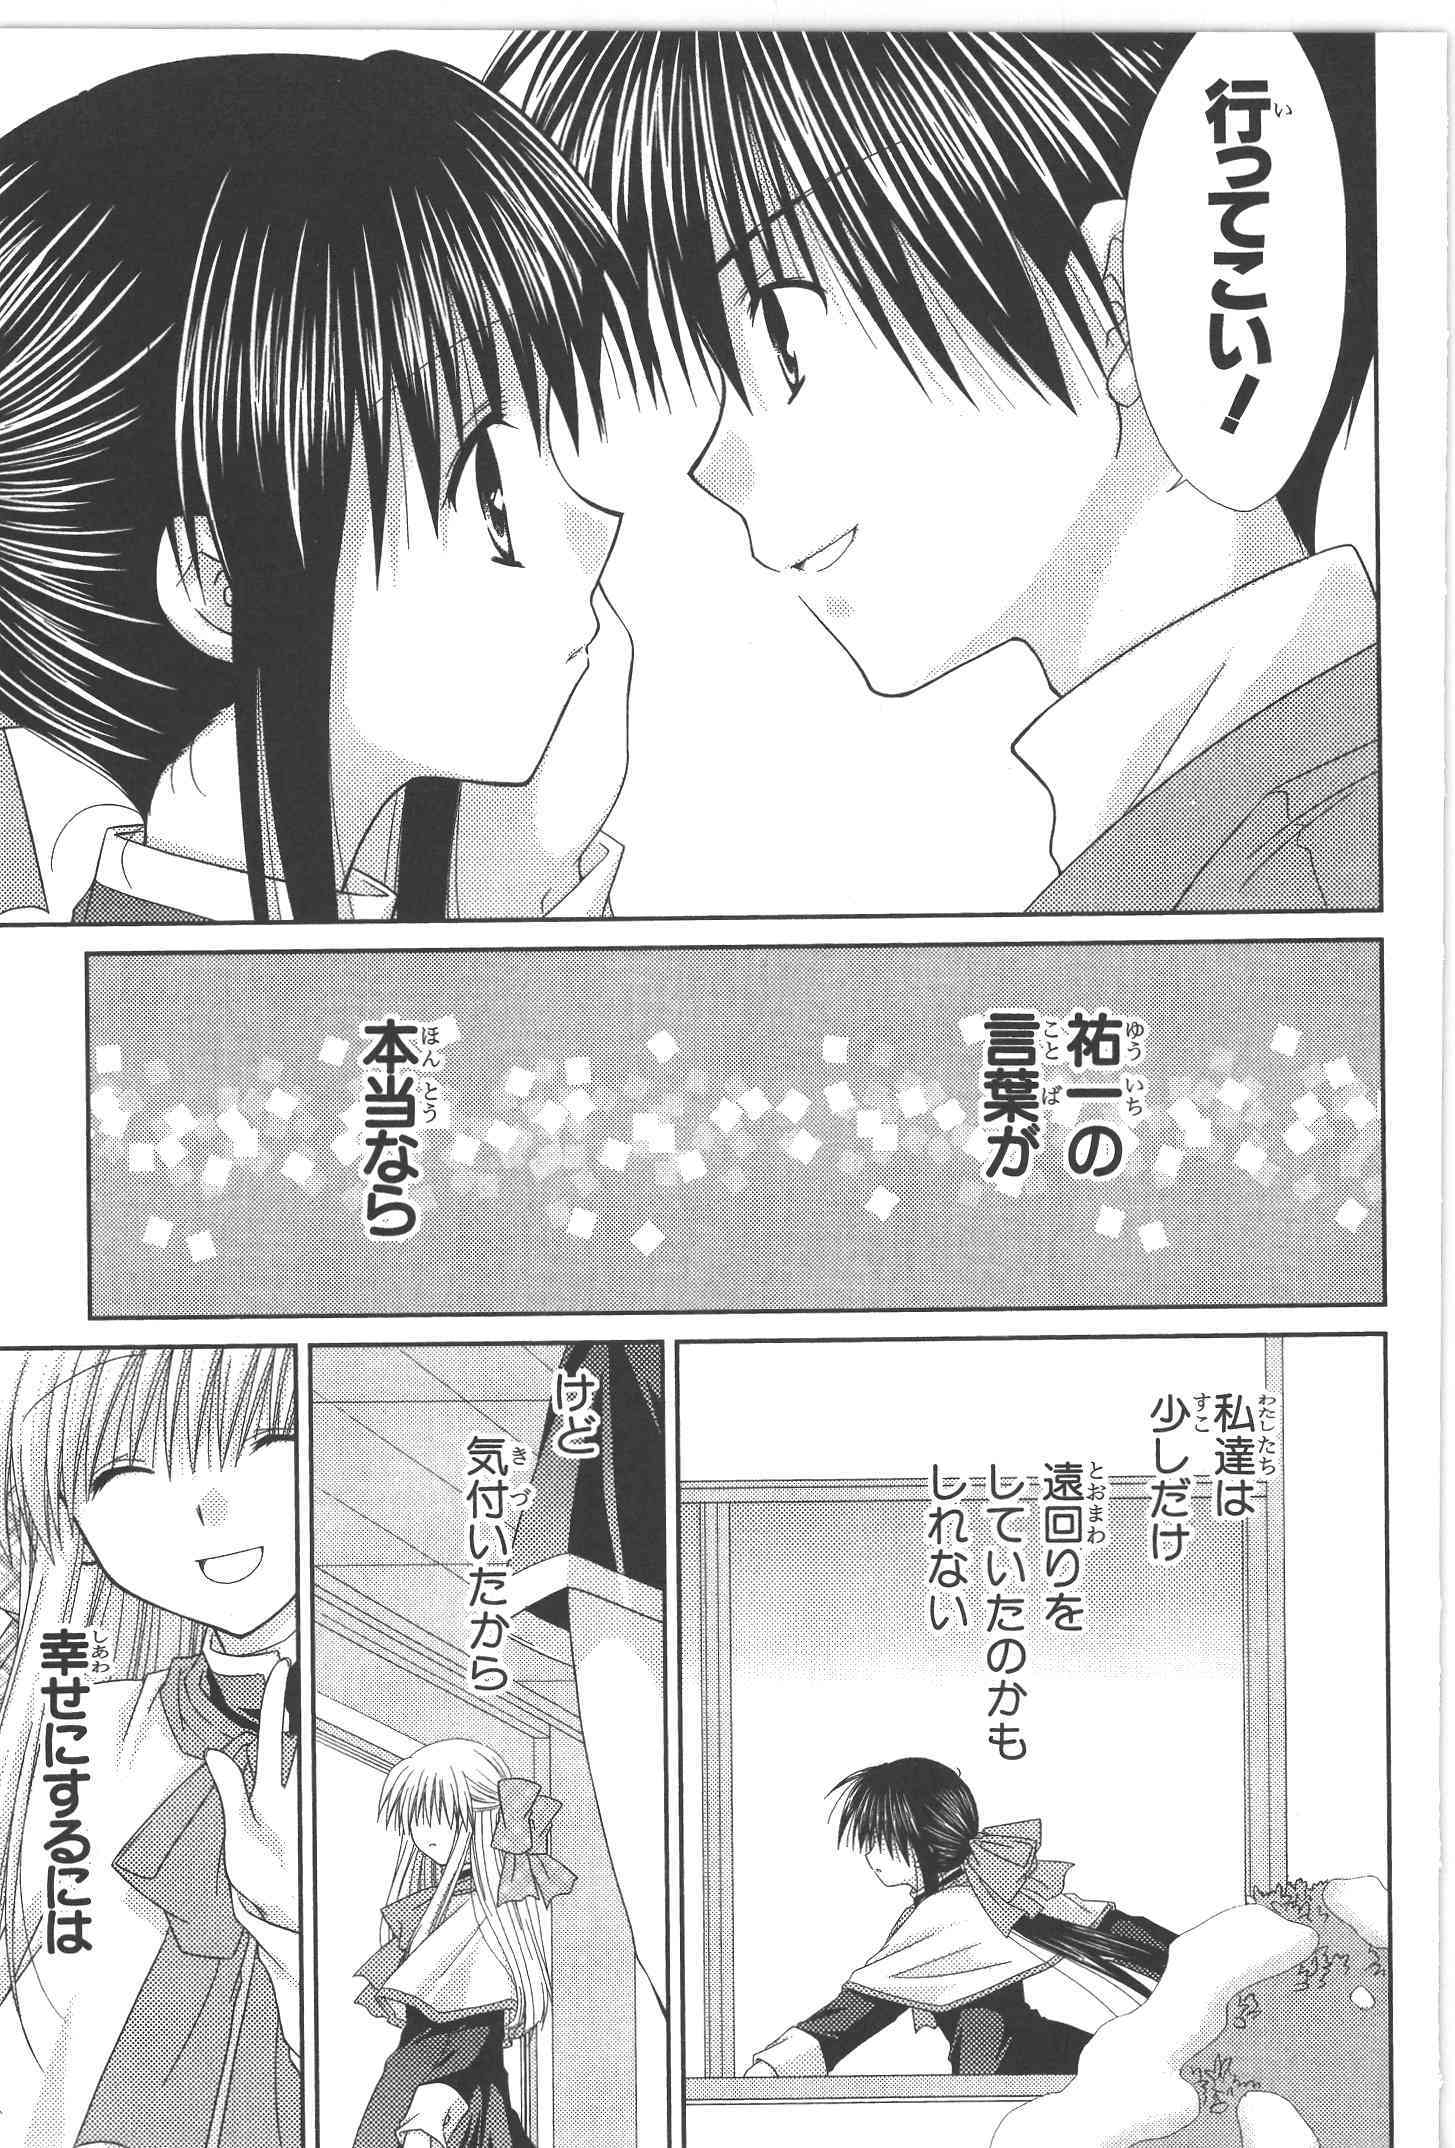 行ってこい!
祐一の
言葉が
本当なら
私達は
少しだけ
遠回りを
していたのかも
しれない
けど
気付いたから
幸せにするには